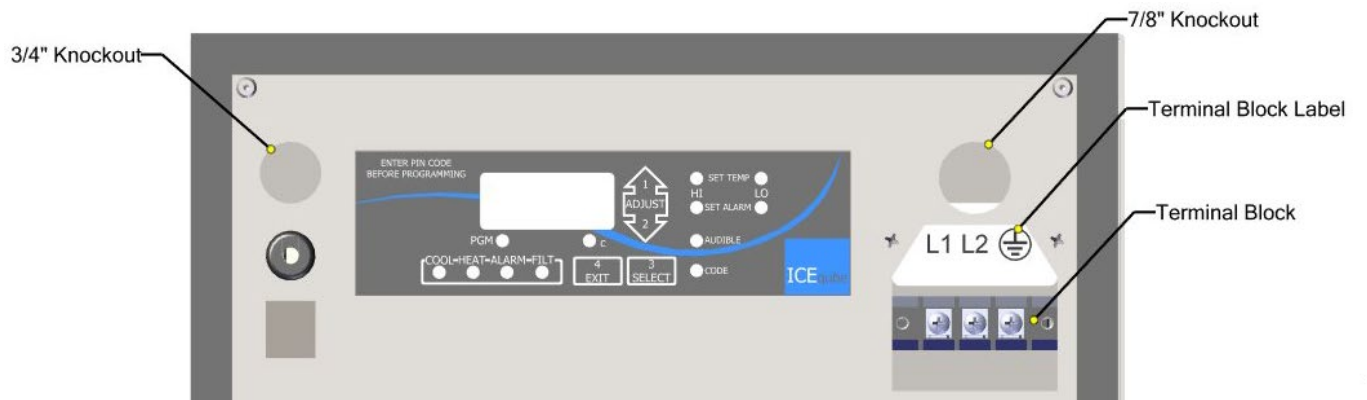 7/8" Knockout
3/4" Knockout
Terminal Block Label
ENTER PIN CODE
BEFORE PROGRAMMING
1
ADJUST
2
SET TEMP
HI LO
SET ALARM
Terminal Block
PGM
C
AUDIBLE
L1 L2
COOL HEAT ALARM FILT
4
EXIT
3
SELECT
CODE
ICEqube